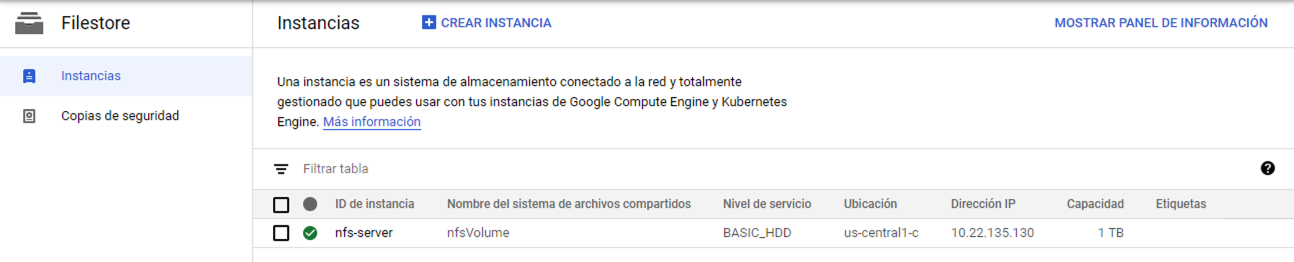 Filestore
Instancias
CREAR INSTANCIA
MOSTRAR PANEL DE INFORMACIÓN
Instancias
Copias de seguridad
Una instancia es un sistema de almacenamiento conectado a la red y totalmente
gestionado que puedes usar con tus instancias de Google Compute Engine y Kubernetes
Engine. Más información
Filtrar tabla
ID de instancia Nombre del sistema de archivos compartidos Nivel de servicio Ubicación Dirección IP Capacidad Etiquetas
nfs-server nfsVolume BASIC_HDD us-central1-c 10.22.135.130 1 TB